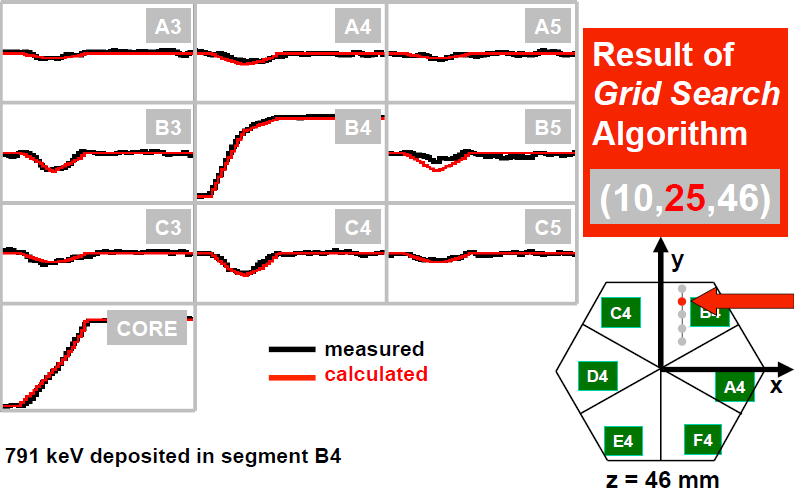 A3
A4
A5
B3
B4
B5
C3
C4
C5
CORE
measured
calculated
791 keV deposited in segment B4
Result of
Grid Search
Algorithm
(10,25,46)
y
x
C4
B4
D4
A4
E4
F4
z = 46 mm